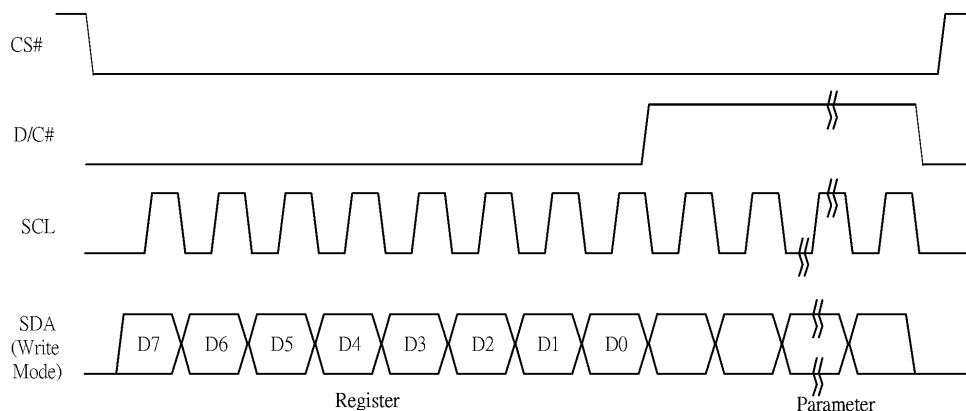 CS#
D/C#
SCL
SDA
(Write
Mode)
D7 D6 D5 D4 D3 D2 D1 D0
Register Parameter